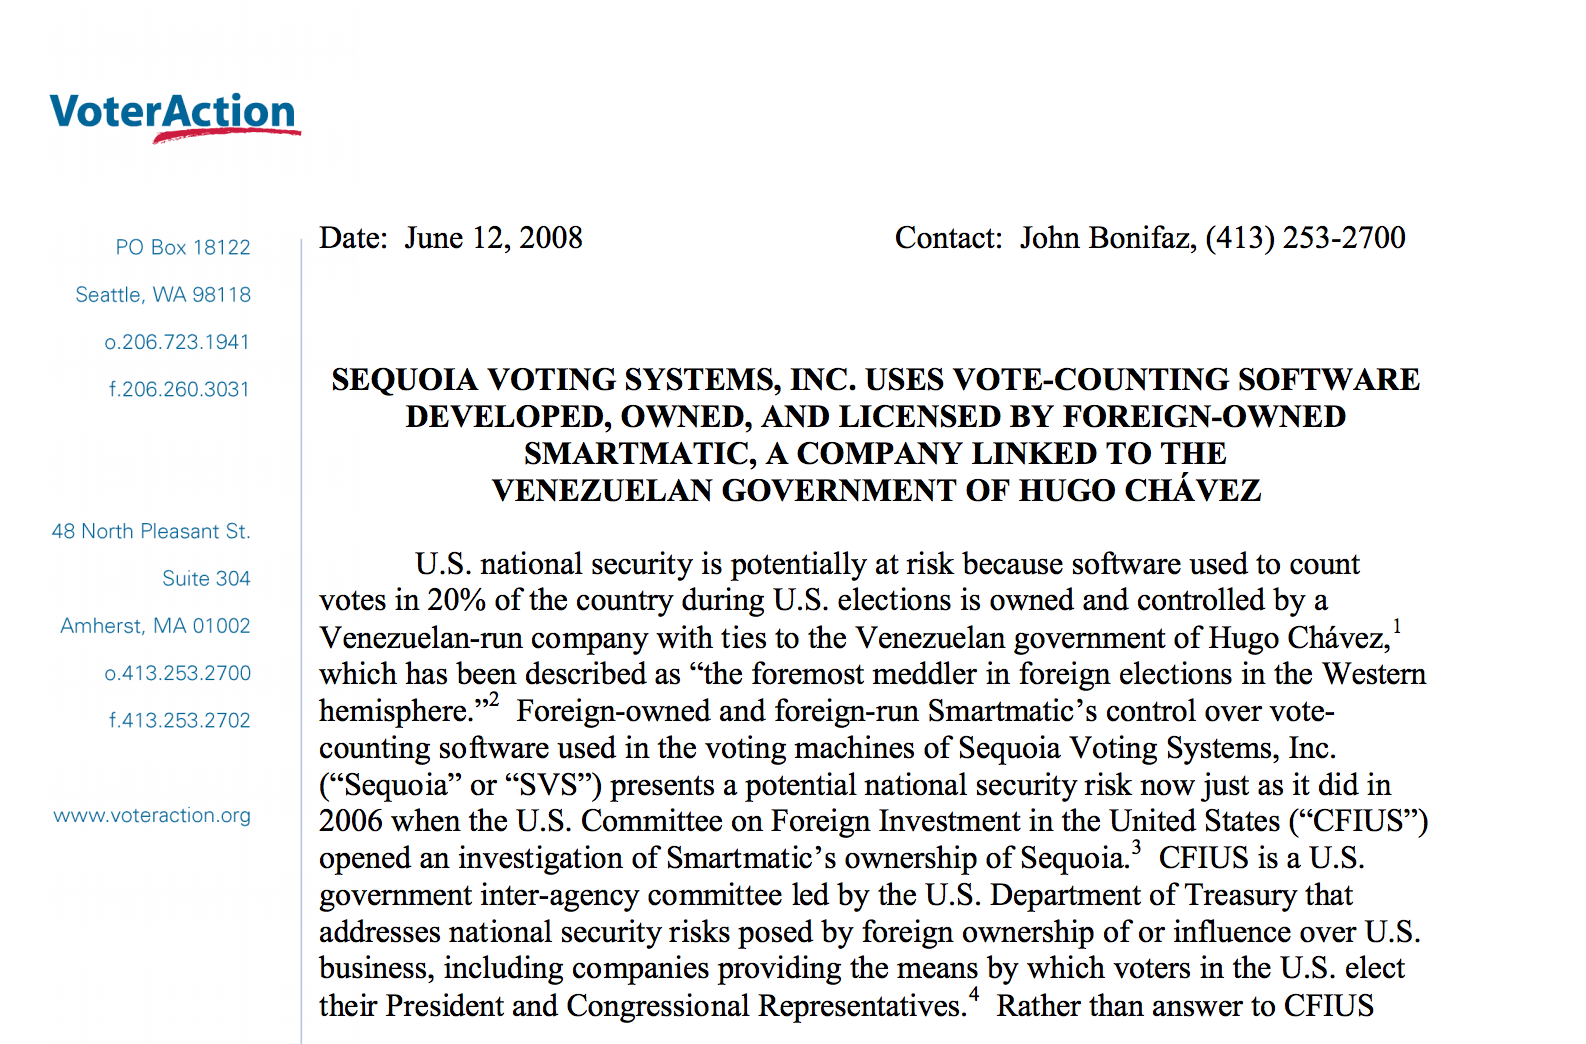 VoterAction
PO Box 18122
Seattle, WA 98118
o.206.723.1941
f.206.260.3031
48 North Pleasant St.
Suite 304
Amherst, MA 01002
o.413.253.2700
f.413.253.2702
www.voteraction.org
Date: June 12, 2008 Contact: John Bonifaz, (413) 253-2700
SEQUOIA VOTING SYSTEMS, INC. USES VOTE-COUNTING SOFTWARE
DEVELOPED, OWNED, AND LICENSED BY FOREIGN-OWNED
SMARTMATIC, A COMPANY LINKED TO THE
VENEZUELAN GOVERNMENT OF HUGO CHÁVEZ
U.S. national security is potentially at risk because software used to count
votes in 20% of the country during U.S. elections is owned and controlled by a
Venezuelan-run company with ties to the Venezuelan government of Hugo Chávez,1
which has been described as “the foremost meddler in foreign elections in the Western
hemisphere.”2 Foreign-owned and foreign-run Smartmatic’s control over vote-
counting software used in the voting machines of Sequoia Voting Systems, Inc.
(“Sequoia” or “SVS”) presents a potential national security risk now just as it did in
2006 when the U.S. Committee on Foreign Investment in the United States (“CFIUS”)
opened an investigation of Smartmatic’s ownership of Sequoia.3 CFIUS is a U.S.
government inter-agency committee led by the U.S. Department of Treasury that
addresses national security risks posed by foreign ownership of or influence over U.S.
business, including companies providing the means by which voters in the U.S. elect
their President and Congressional Representatives.4 Rather than answer to CFIUS